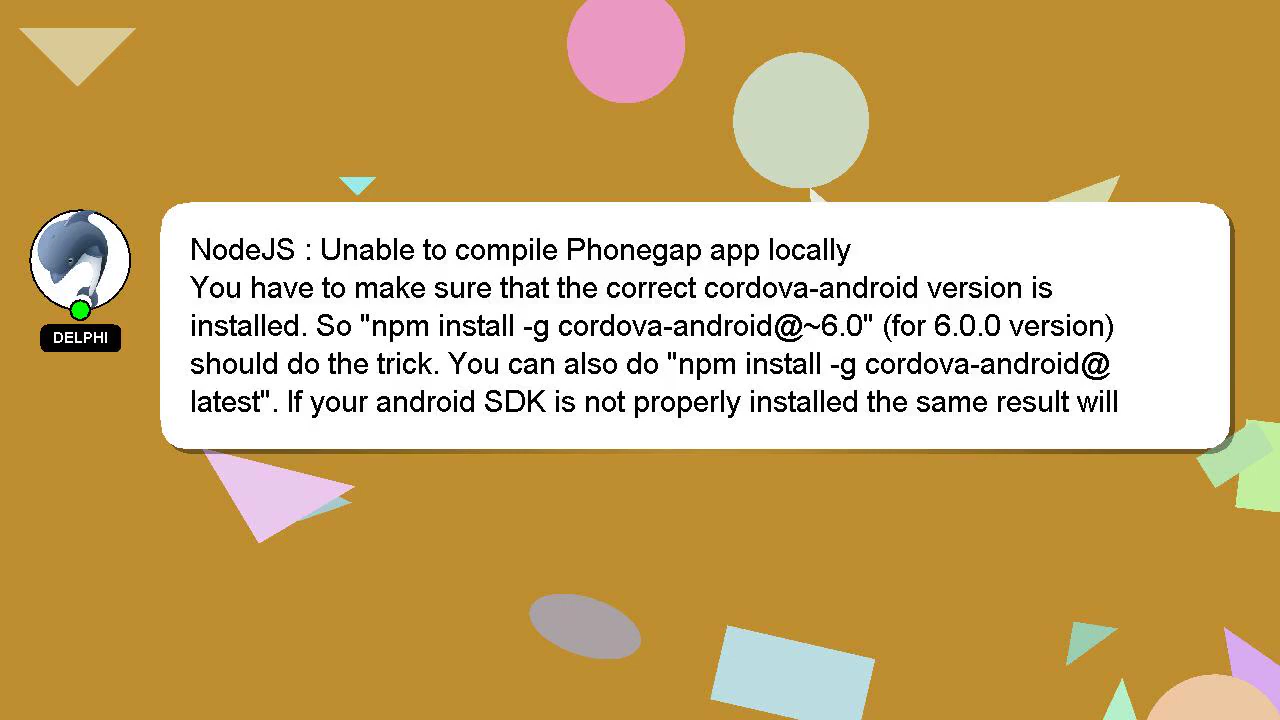 NodeJS : Unable to compile Phonegap app locally
You have to make sure that the correct cordova-android version is
installed. So "npm install -g cordova-android@~6.0" (for 6.0.0 version)
should do the trick. You can also do "npm install -g cordova-android@
latest". If your android SDK is not properly installed the same result will
DELPHI